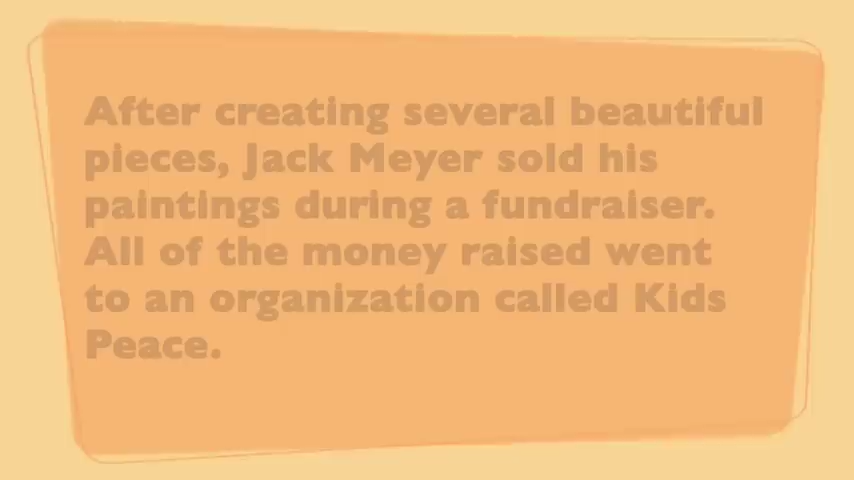 After creating several beautiful
pieces, Jack Meyer sold his
paintings during a fundraiser.
All of the money raised went
to an organization called Kids
Peace.